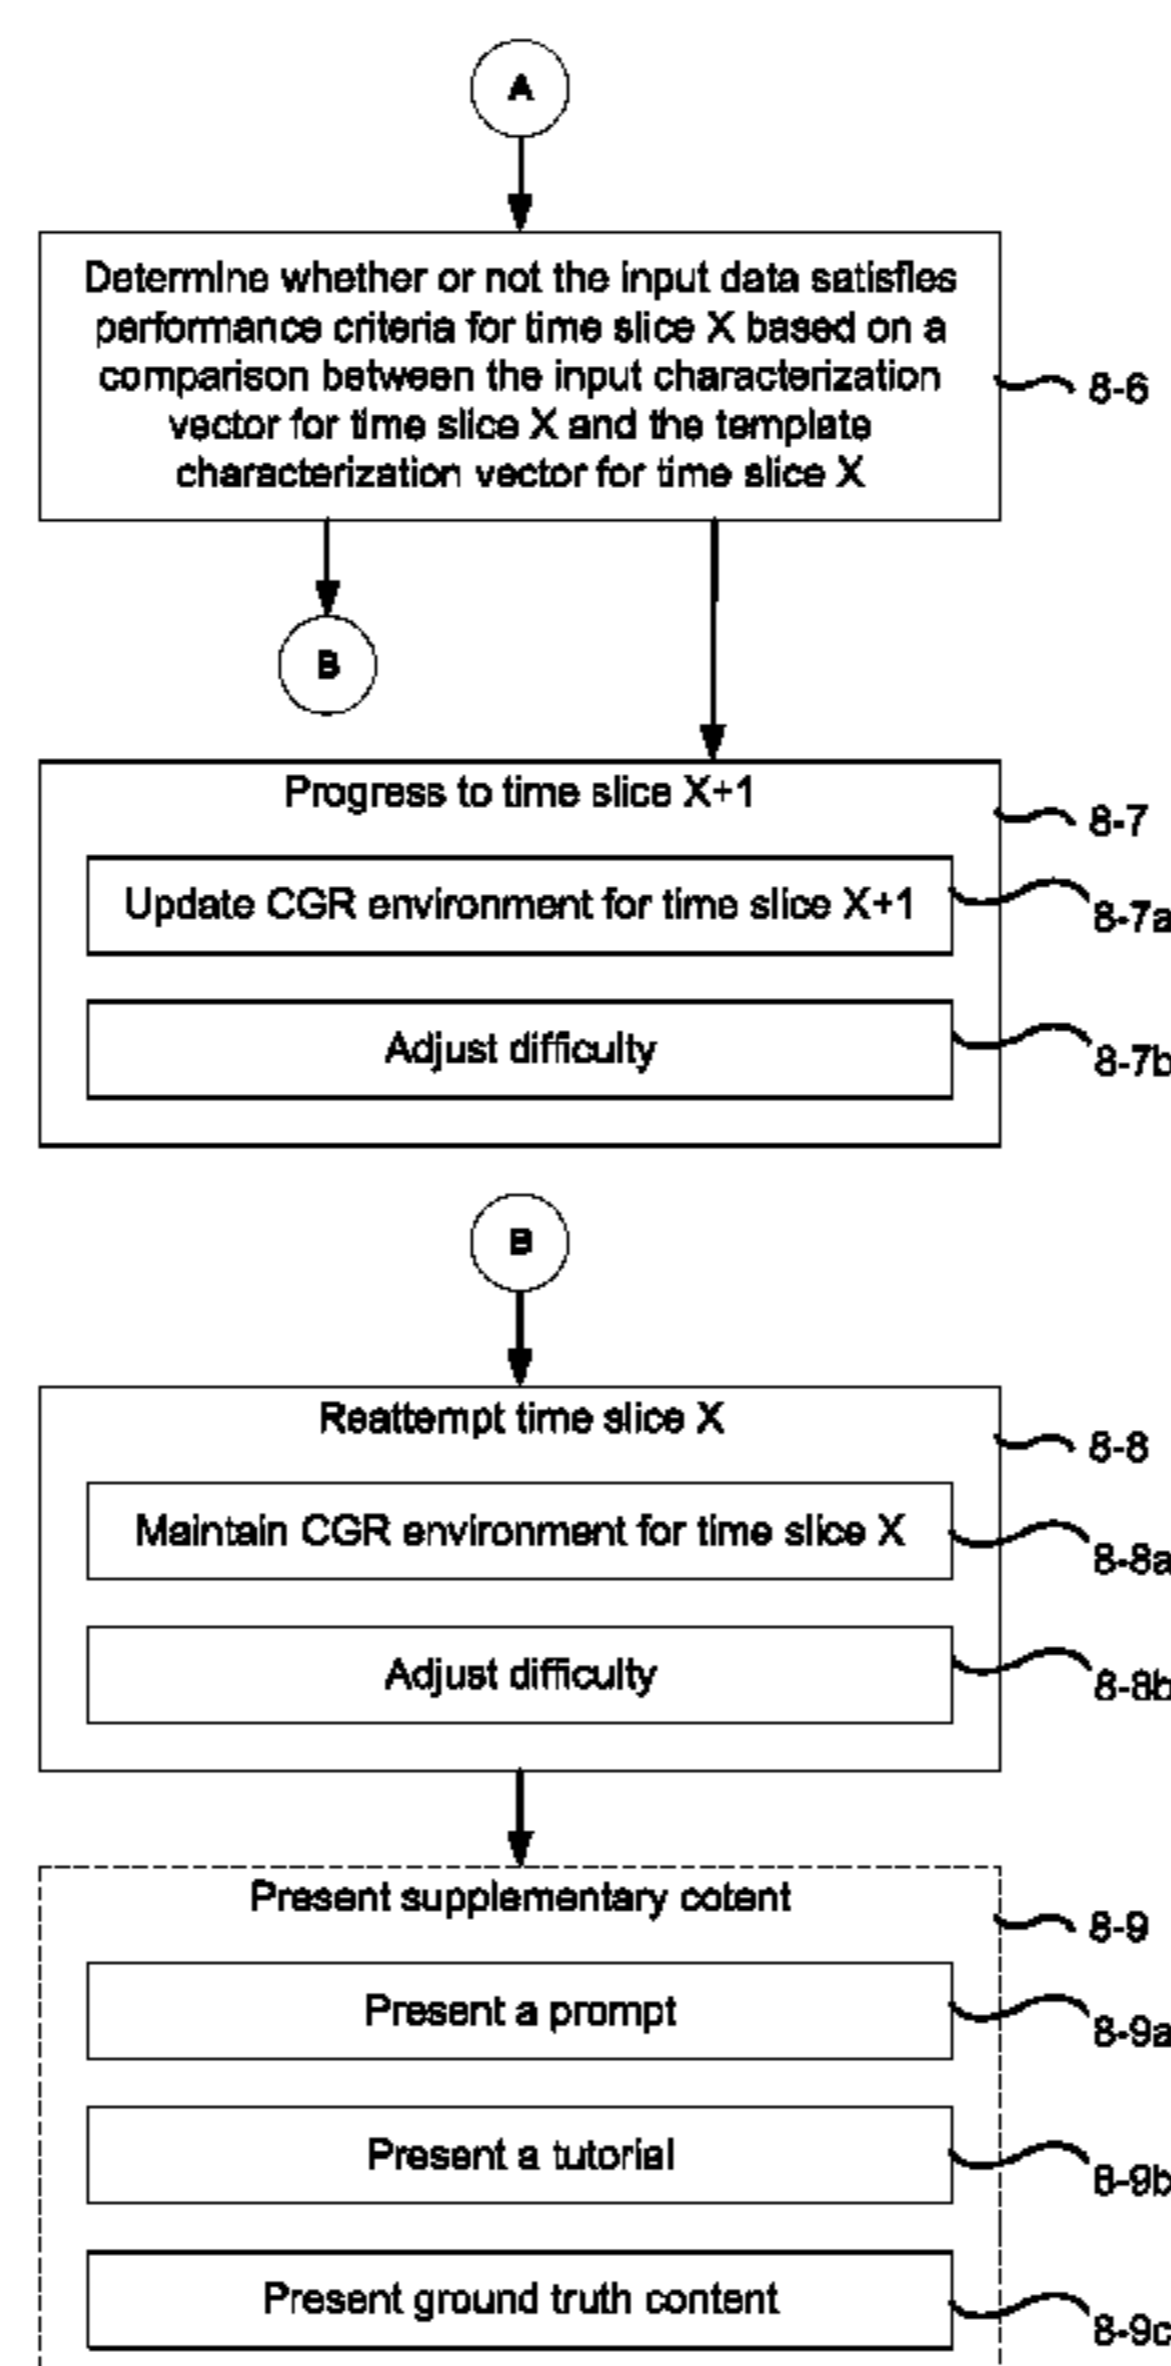 A
Determine whether or not the input data satisfies
performance criteria for time slice X based on a
comparison between the input characterization
vector for time slice X and the template
characterization vector for time slice X
8-6
B
Progress to time slice X+1
8-7
Update CGR environment for time slice X+1
8-7a
Adjust difficulty
8-7b
B
Reattempt time slice X
8-8
Maintain CGR environment for time slice X
8-8a
Adjust difficulty
8-8b
Present supplementary cotent
8-9
Present a prompt
8-9a
Present a tutorial
8-9b
Present ground truth content
8-9c